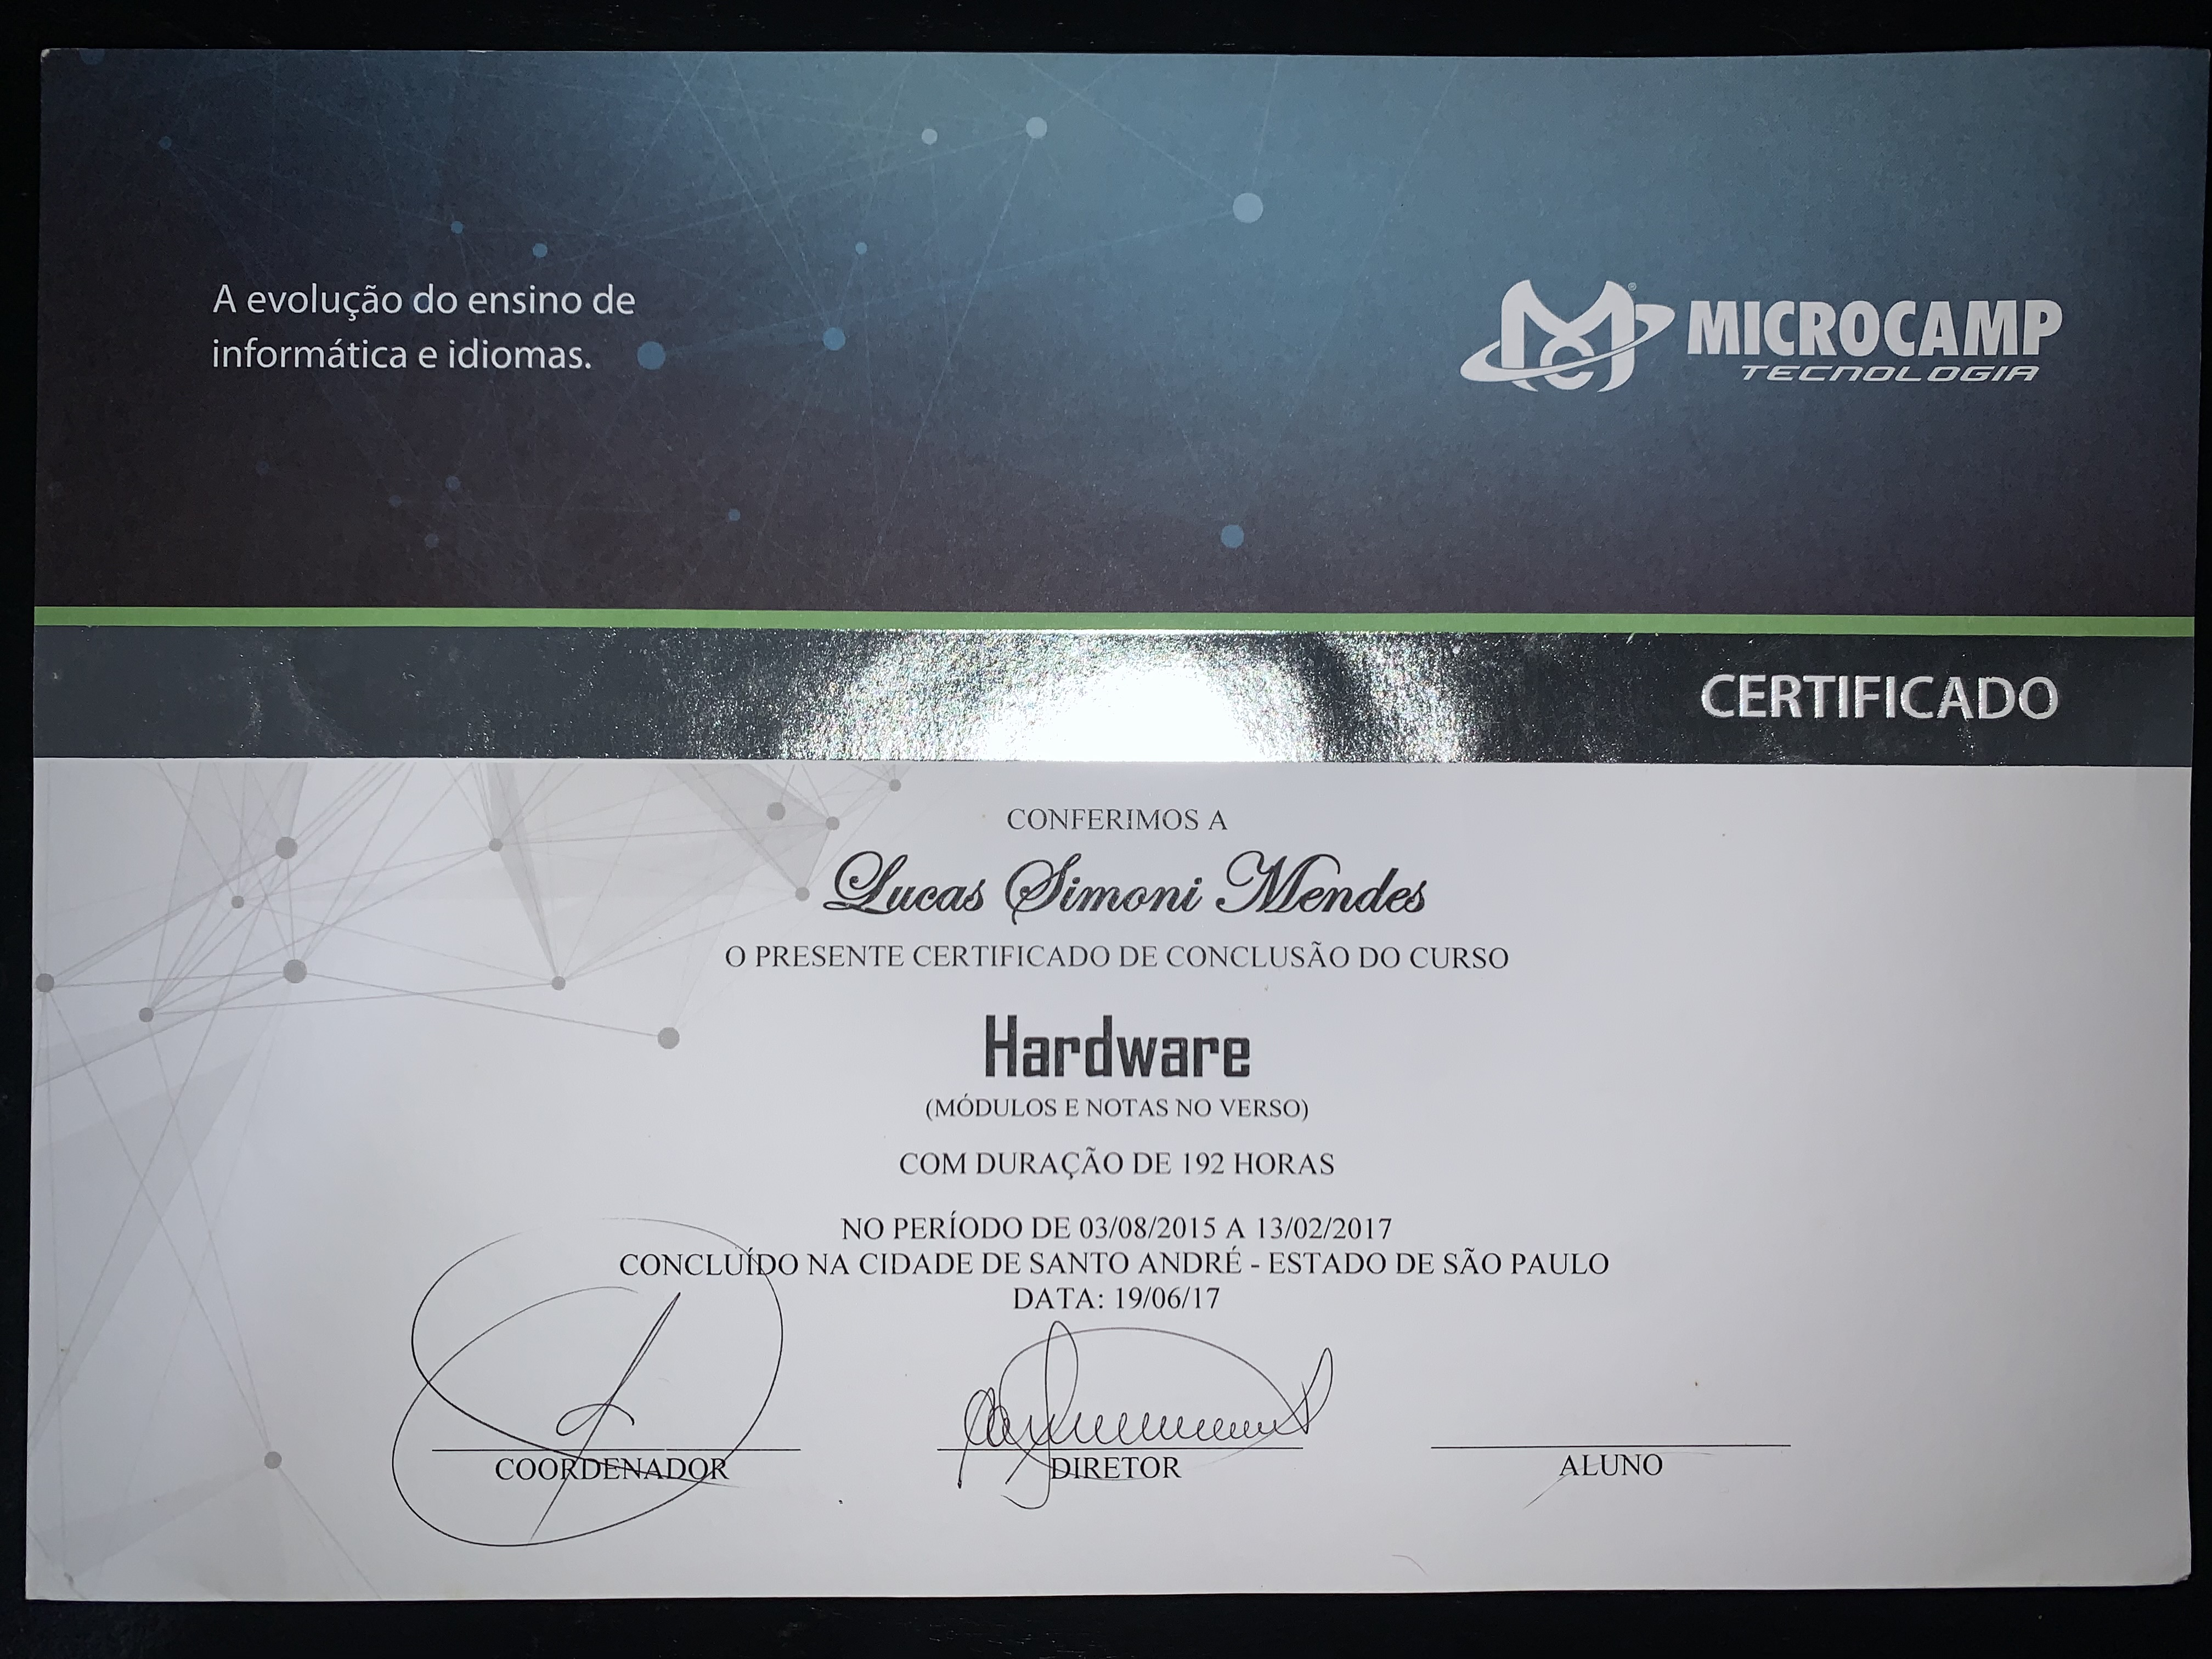 A evolução do ensino de
informática e idiomas.
MC®
MICROCAMP
TECNOLOGIA
CERTIFICADO
CONFERIMOS A
Lucas Simoni Mendes
O PRESENTE CERTIFICADO DE CONCLUSÃO DO CURSO
Hardware
(MÓDULOS E NOTAS NO VERSO)
COM DURAÇÃO DE 192 HORAS
NO PERÍODO DE 03/08/2015 A 13/02/2017
CONCLUÍDO NA CIDADE DE SANTO ANDRÉ - ESTADO DE SÃO PAULO
DATA: 19/06/17
COORDENADOR
DIRETOR
ALUNO